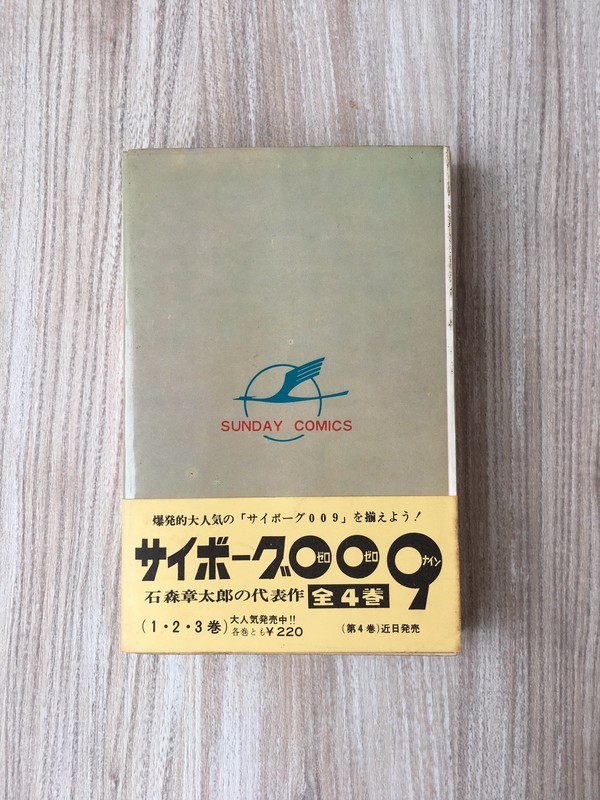 SUNDAY COMICS
爆発的大人気の「サイボーグ009」を揃えよう!
サイボーグ009
ゼロ ゼロ ナイン
石森章太郎の代表作 全4巻
(1・2・3巻) 大人気発売中!!
各巻とも¥220
(第4巻)近日発売